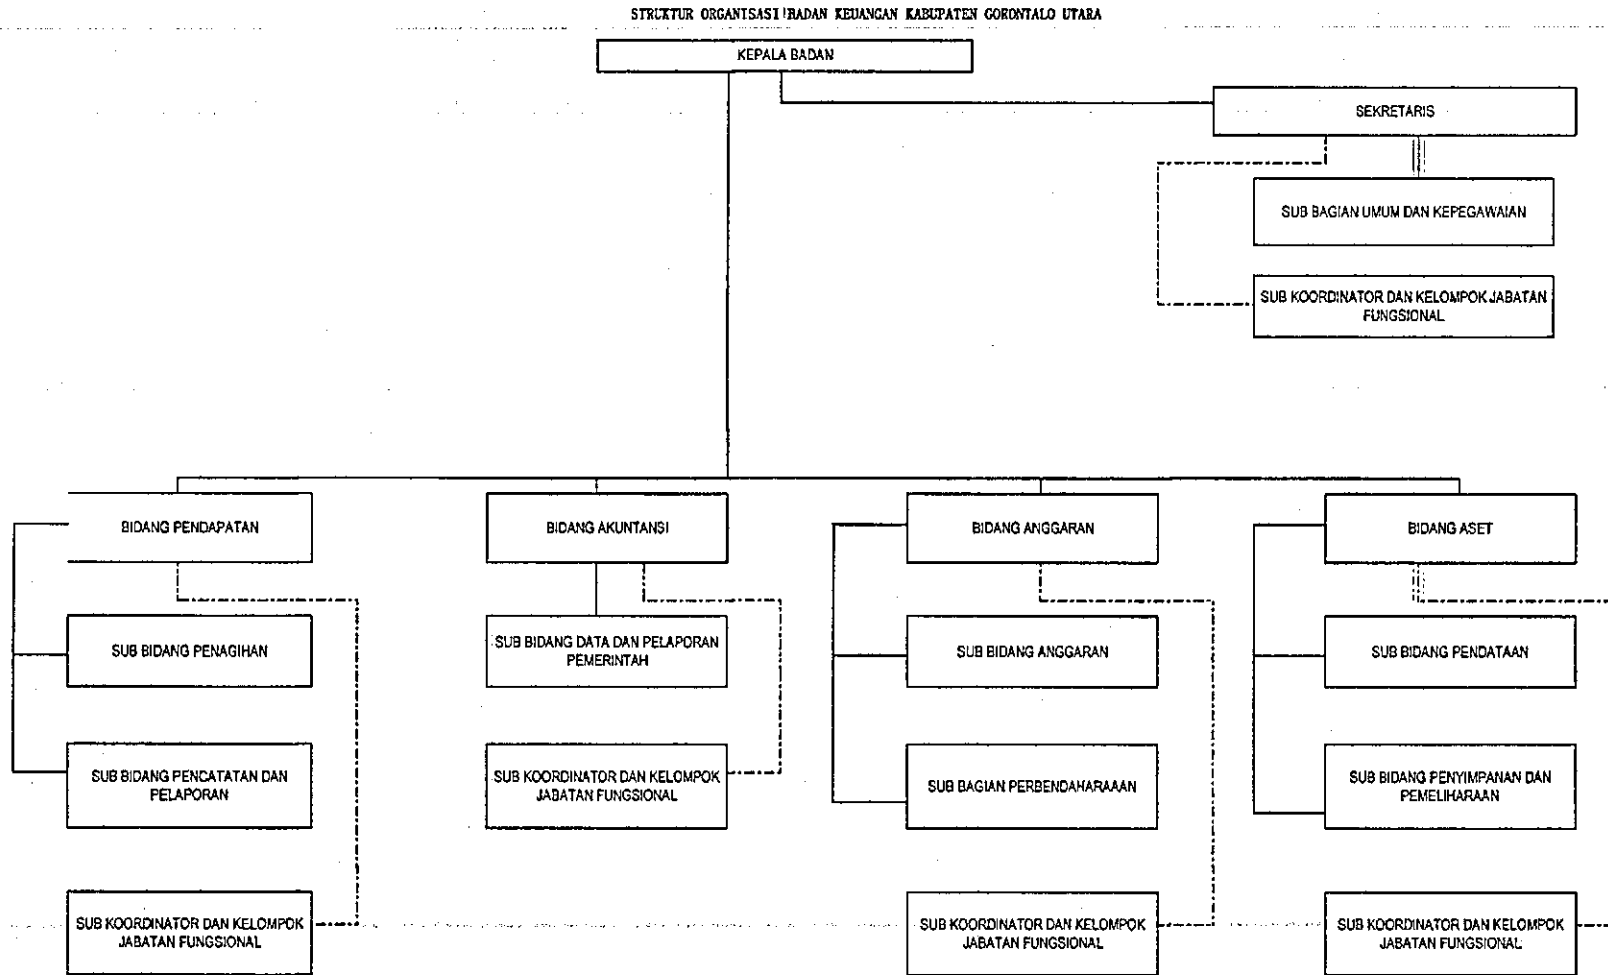 STRUKTUR ORGANISASI BADAN KEUANGAN KABUPATEN GORONTALO UTARA
KEPALA BADAN
SEKRETARIS
SUB BAGIAN UMUM DAN KEPEGAWAIAN
SUB KOORDINATOR DAN KELOMPOK JABATAN
FUNGSIONAL
BIDANG PENDAPATAN
BIDANG AKUNTANSI
BIDANG ANGGARAN
BIDANG ASET
SUB BIDANG PENAGIHAN
SUB BIDANG DATA DAN PELAPORAN
PEMERINTAH
SUB BIDANG ANGGARAN
SUB BIDANG PENDATAAN
SUB BIDANG PENCATATAN DAN
PELAPORAN
SUB KOORDINATOR DAN KELOMPOK
JABATAN FUNGSIONAL
SUB BAGIAN PERBENDAHARAAAN
SUB BIDANG PENYIMPANAN DAN
PEMELIHARAAN
SUB KOORDINATOR DAN KELOMPOK
JABATAN FUNGSIONAL
SUB KOORDINATOR DAN KELOMPOK
JABATAN FUNGSIONAL
SUB KOORDINATOR DAN KELOMPOK
JABATAN FUNGSIONAL